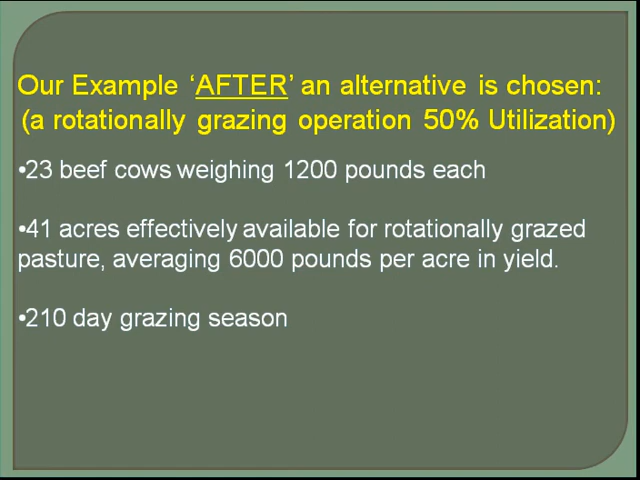 Our Example ‘AFTER’ an alternative is chosen:
(a rotationally grazing operation 50% Utilization)
•23 beef cows weighing 1200 pounds each
•41 acres effectively available for rotationally grazed
pasture, averaging 6000 pounds per acre in yield.
•210 day grazing season